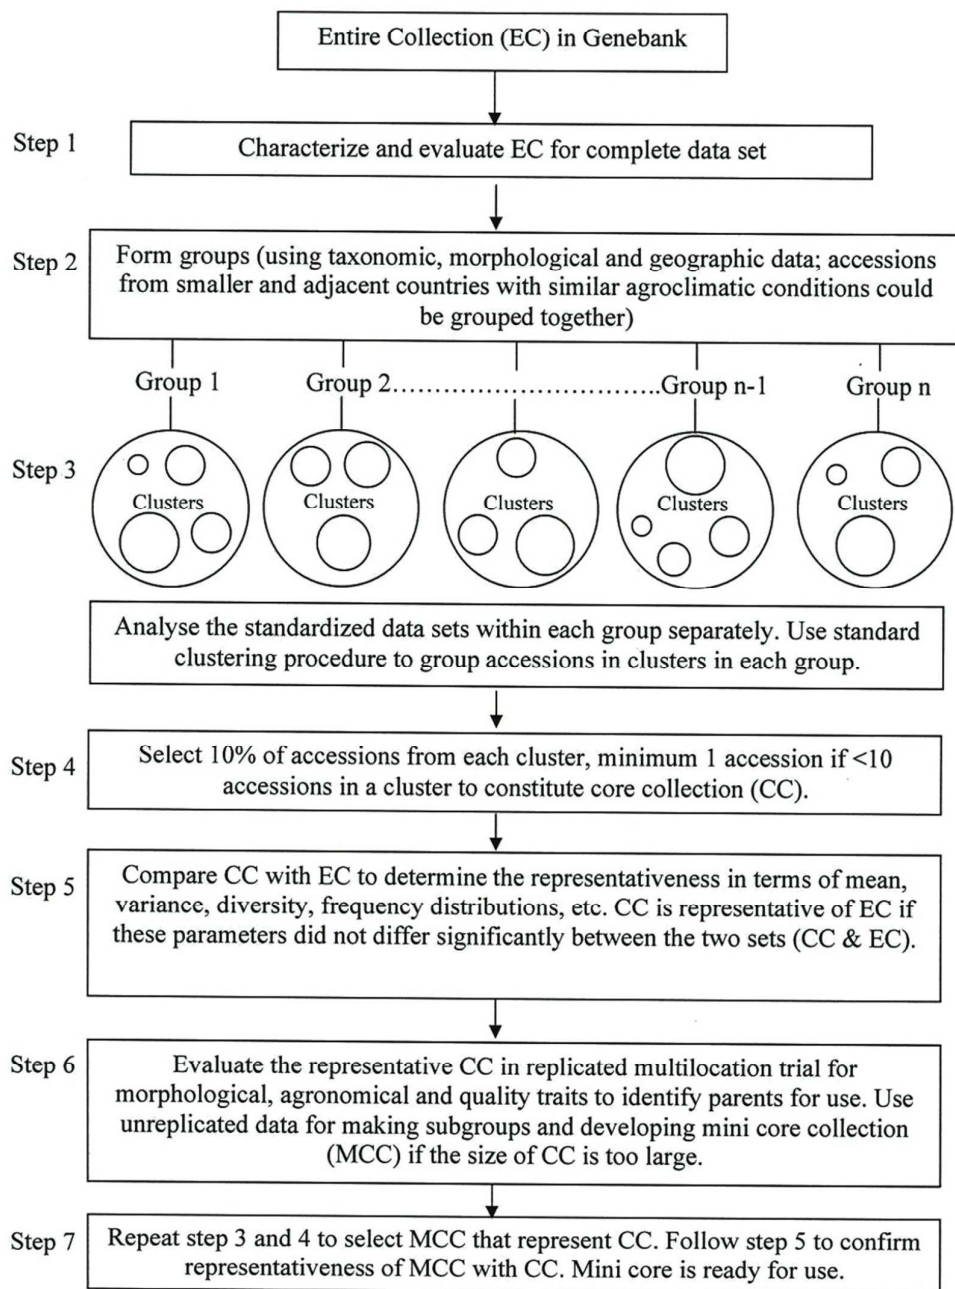 Entire Collection (EC) in Genebank
Step 1
Characterize and evaluate EC for complete data set
Step 2
Form groups (using taxonomic, morphological and geographic data; accessions
from smaller and adjacent countries with similar agroclimatic conditions could
be grouped together)
Group 1 Group 2..............................Group n-1 Group n
Step 3
Clusters Clusters Clusters Clusters Clusters
Analyse the standardized data sets within each group separately. Use standard
clustering procedure to group accessions in clusters in each group.
Step 4
Select 10% of accessions from each cluster, minimum 1 accession if <10
accessions in a cluster to constitute core collection (CC).
Step 5
Compare CC with EC to determine the representativeness in terms of mean,
variance, diversity, frequency distributions, etc. CC is representative of EC if
these parameters did not differ significantly between the two sets (CC & EC).
Step 6
Evaluate the representative CC in replicated multilocation trial for
morphological, agronomical and quality traits to identify parents for use. Use
unreplicated data for making subgroups and developing mini core collection
(MCC) if the size of CC is too large.
Step 7
Repeat step 3 and 4 to select MCC that represent CC. Follow step 5 to confirm
representativeness of MCC with CC. Mini core is ready for use.